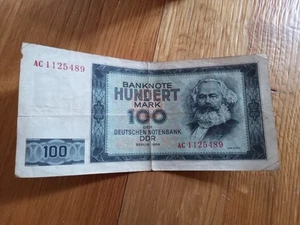 AC 1125489
BANKNOTE
HUNDERT
MARK
100
DER
DEUTSCHEN NOTENBANK
DDR
BERLIN 1964
AC 1125489
100